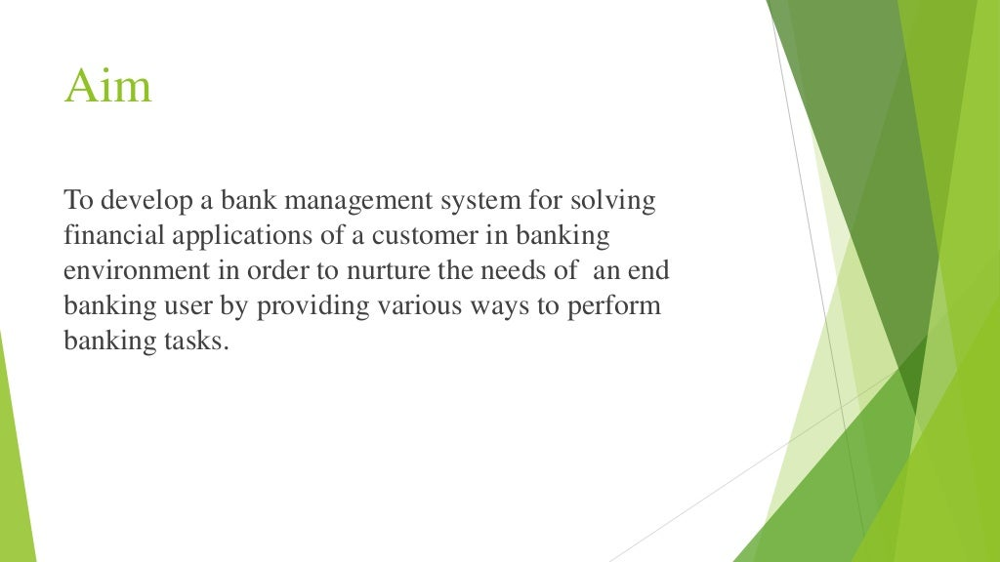 Aim
To develop a bank management system for solving
financial applications of a customer in banking
environment in order to nurture the needs of  an end
banking user by providing various ways to perform
banking tasks.